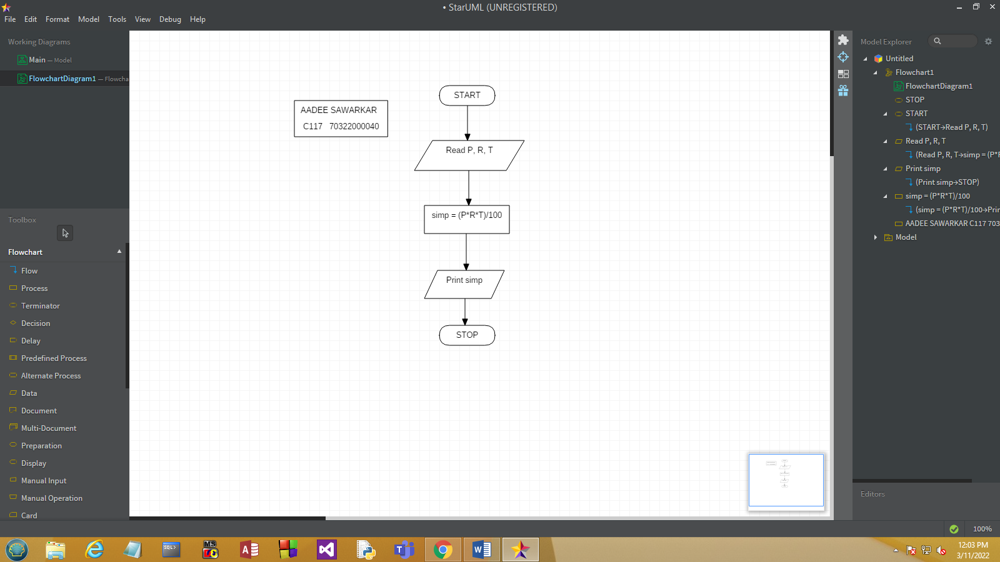 • StarUML (UNREGISTERED)
File Edit Format Model Tools View Debug Help
Working Diagrams
Main — Model
FlowchartDiagram1 — Flowcha
Toolbox
Flowchart
Flow
Process
Terminator
Decision
Delay
Predefined Process
Alternate Process
Data
Document
Multi-Document
Preparation
Display
Manual Input
Manual Operation
Card
AADEE SAWARKAR
C117 70322000040
START
Read P, R, T
simp = (P*R*T)/100
Print simp
STOP
Model Explorer
Untitled
Flowchart1
FlowchartDiagram1
STOP
START
(START→Read P, R, T)
Read P, R, T
(Read P, R, T→simp = (P*R
Print simp
(Print simp→STOP)
simp = (P*R*T)/100
(simp = (P*R*T)/100→Prin
AADEE SAWARKAR C117 703
Model
Editors
100%
SQL>
MS
12:03 PM
3/11/2022